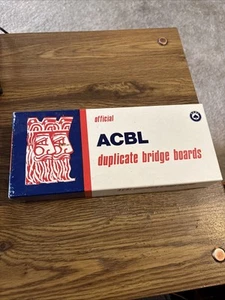 official
ACBL
duplicate bridge boards